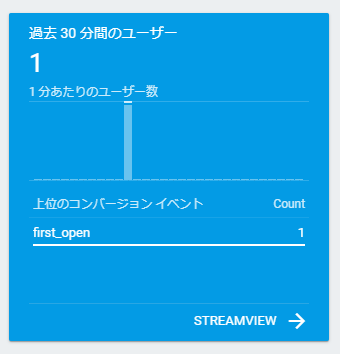 過去 30 分間のユーザー
1
1 分あたりのユーザー数
上位のコンバージョン イベント Count
first_open 1
STREAMVIEW